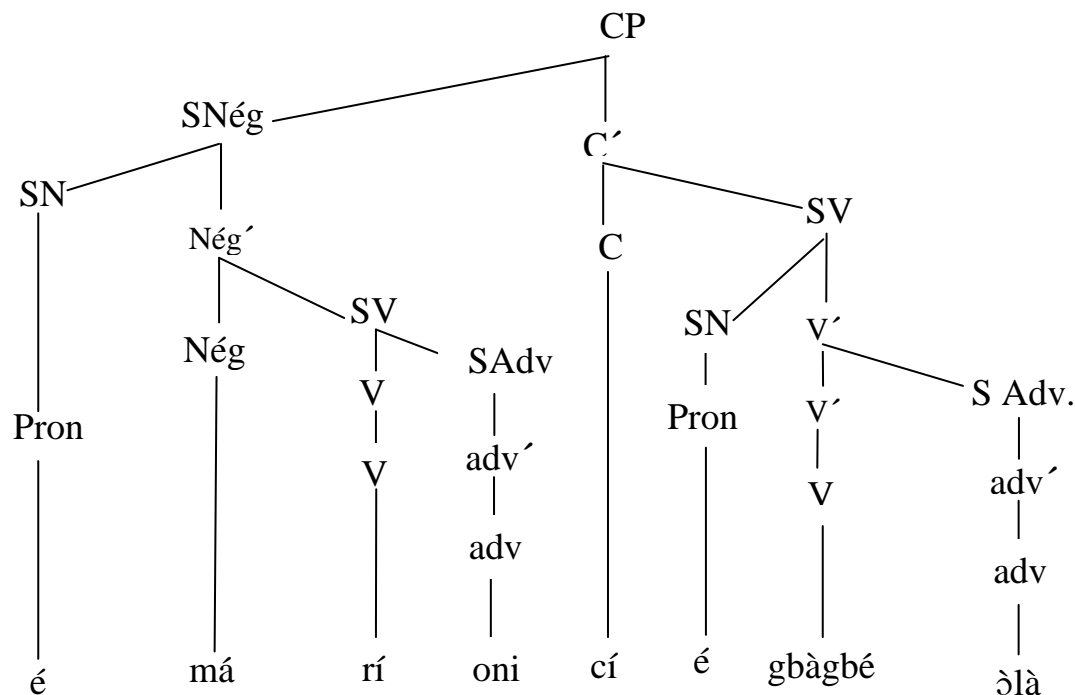 CP
SNég
C´
SN
SV
Nég´
C
SV
SN
V´
Nég
SAdv
S Adv.
V
Pron
V´
Pron
adv´
V
adv´
V
adv
adv
é má rí oni cí é gbàgbé ɔ̀là